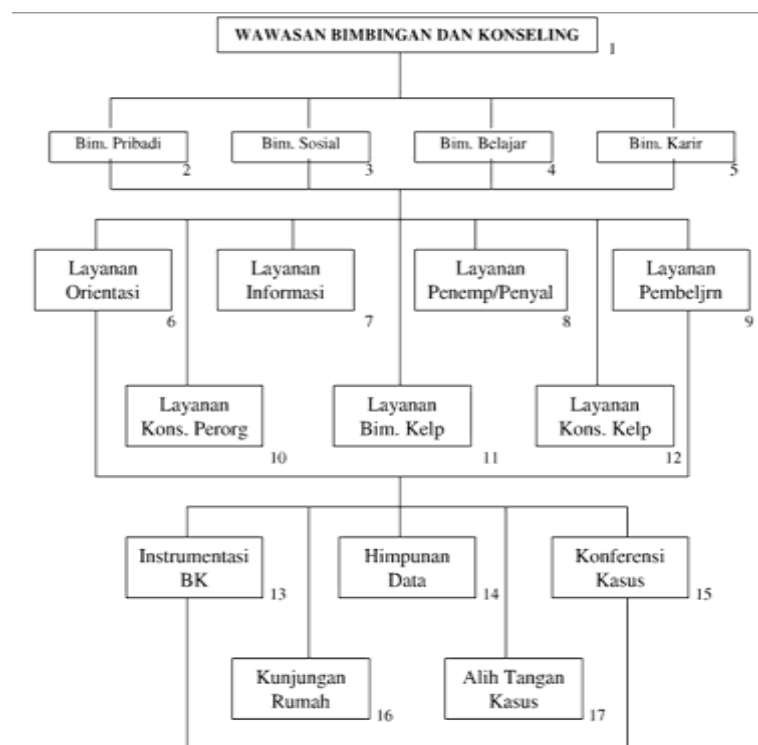 WAWASAN BIMBINGAN DAN KONSELING
1
Bim. Pribadi
2
Bim. Sosial
3
Bim. Belajar
4
Bim. Karir
5
Layanan
Orientasi
6
Layanan
Informasi
7
Layanan
Penemp/Penyal
8
Layanan
Pembeljrn
9
Layanan
Kons. Perorg
10
Layanan
Bim. Kelp
11
Layanan
Kons. Kelp
12
Instrumentasi
BK
13
Himpunan
Data
14
Konferensi
Kasus
15
Kunjungan
Rumah
16
Alih Tangan
Kasus
17